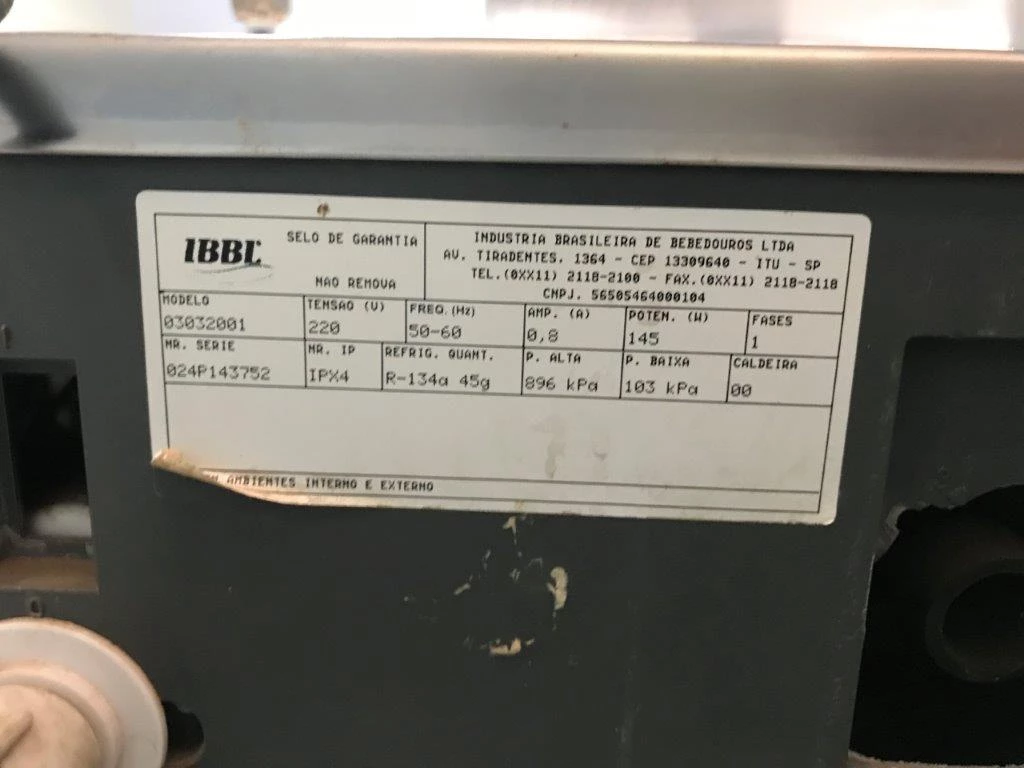 IBBL
SELO DE GARANTIA
NAO REMOVA
INDUSTRIA BRASILEIRA DE BEBEDOUROS LTDA
AV. TIRADENTES, 1364 - CEP 13309640 - ITU - SP
TEL.(0XX11) 2118-2100 - FAX.(0XX11) 2118-2118
CNPJ. 56505464000104
MODELO TENSAO (V) FREQ. (Hz) AMP. (A) POTEN. (W) FASES
03032001 220 50-60 0,8 145 1
NR. SERIE NR. IP REFRIG. QUANT. P. ALTA P. BAIXA CALDEIRA
024P143752 IPX4 R-134a 45g 896 kPa 103 kPa 00
AMBIENTES INTERNO E EXTERNO